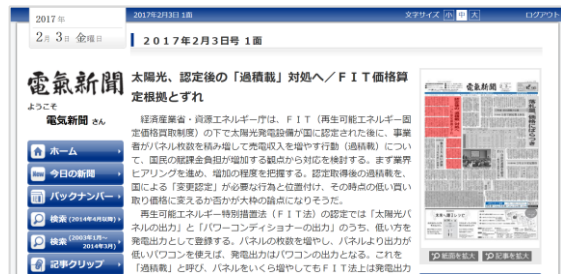 2017 年
2月 3日 金曜日
2017年2月3日 1面
文字サイズ 小 中 大
ログアウト
2017年2月3日号 1面
電氣新聞
ようこそ
電気新聞 さん
ホーム
New 今日の新聞
バックナンバー
検索 (2014年4月以降)
検索 (2003年1月～2014年3月)
記事クリップ
太陽光、認定後の「過積載」対処へ／ＦＩＴ価格算
定根拠とずれ
経済産業省・資源エネルギー庁は、ＦＩＴ（再生可能エネルギー固
定価格買取制度）の下で太陽光発電設備が国に認定された後に、事業
者がパネル枚数を積み増して売電収入を増やす行動（過積載）につい
て、国民の賦課金負担が増加する観点から対応を検討する。まず業界
ヒアリングを進め、増加の程度を把握する。認定取得後の過積載を、
国による「変更認定」が必要な行為と位置付け、その時点の低い買い
取り価格に変えるか否かが大枠の論点になりそうだ。
再生可能エネルギー特別措置法（ＦＩＴ法）の認定では「太陽光パ
ネルの出力」と「パワーコンディショナーの出力」のうち、低い方を
発電出力として登録する。パネルの枚数を増やし、パネルより出力が
低いパワコンを使えば、発電出力はパワコンの出力となる。これを
「過積載」と呼び、パネルをいくら増やしてもＦＩＴ法上は発電出力
電氣新聞
紙面を拡大
記事を拡大